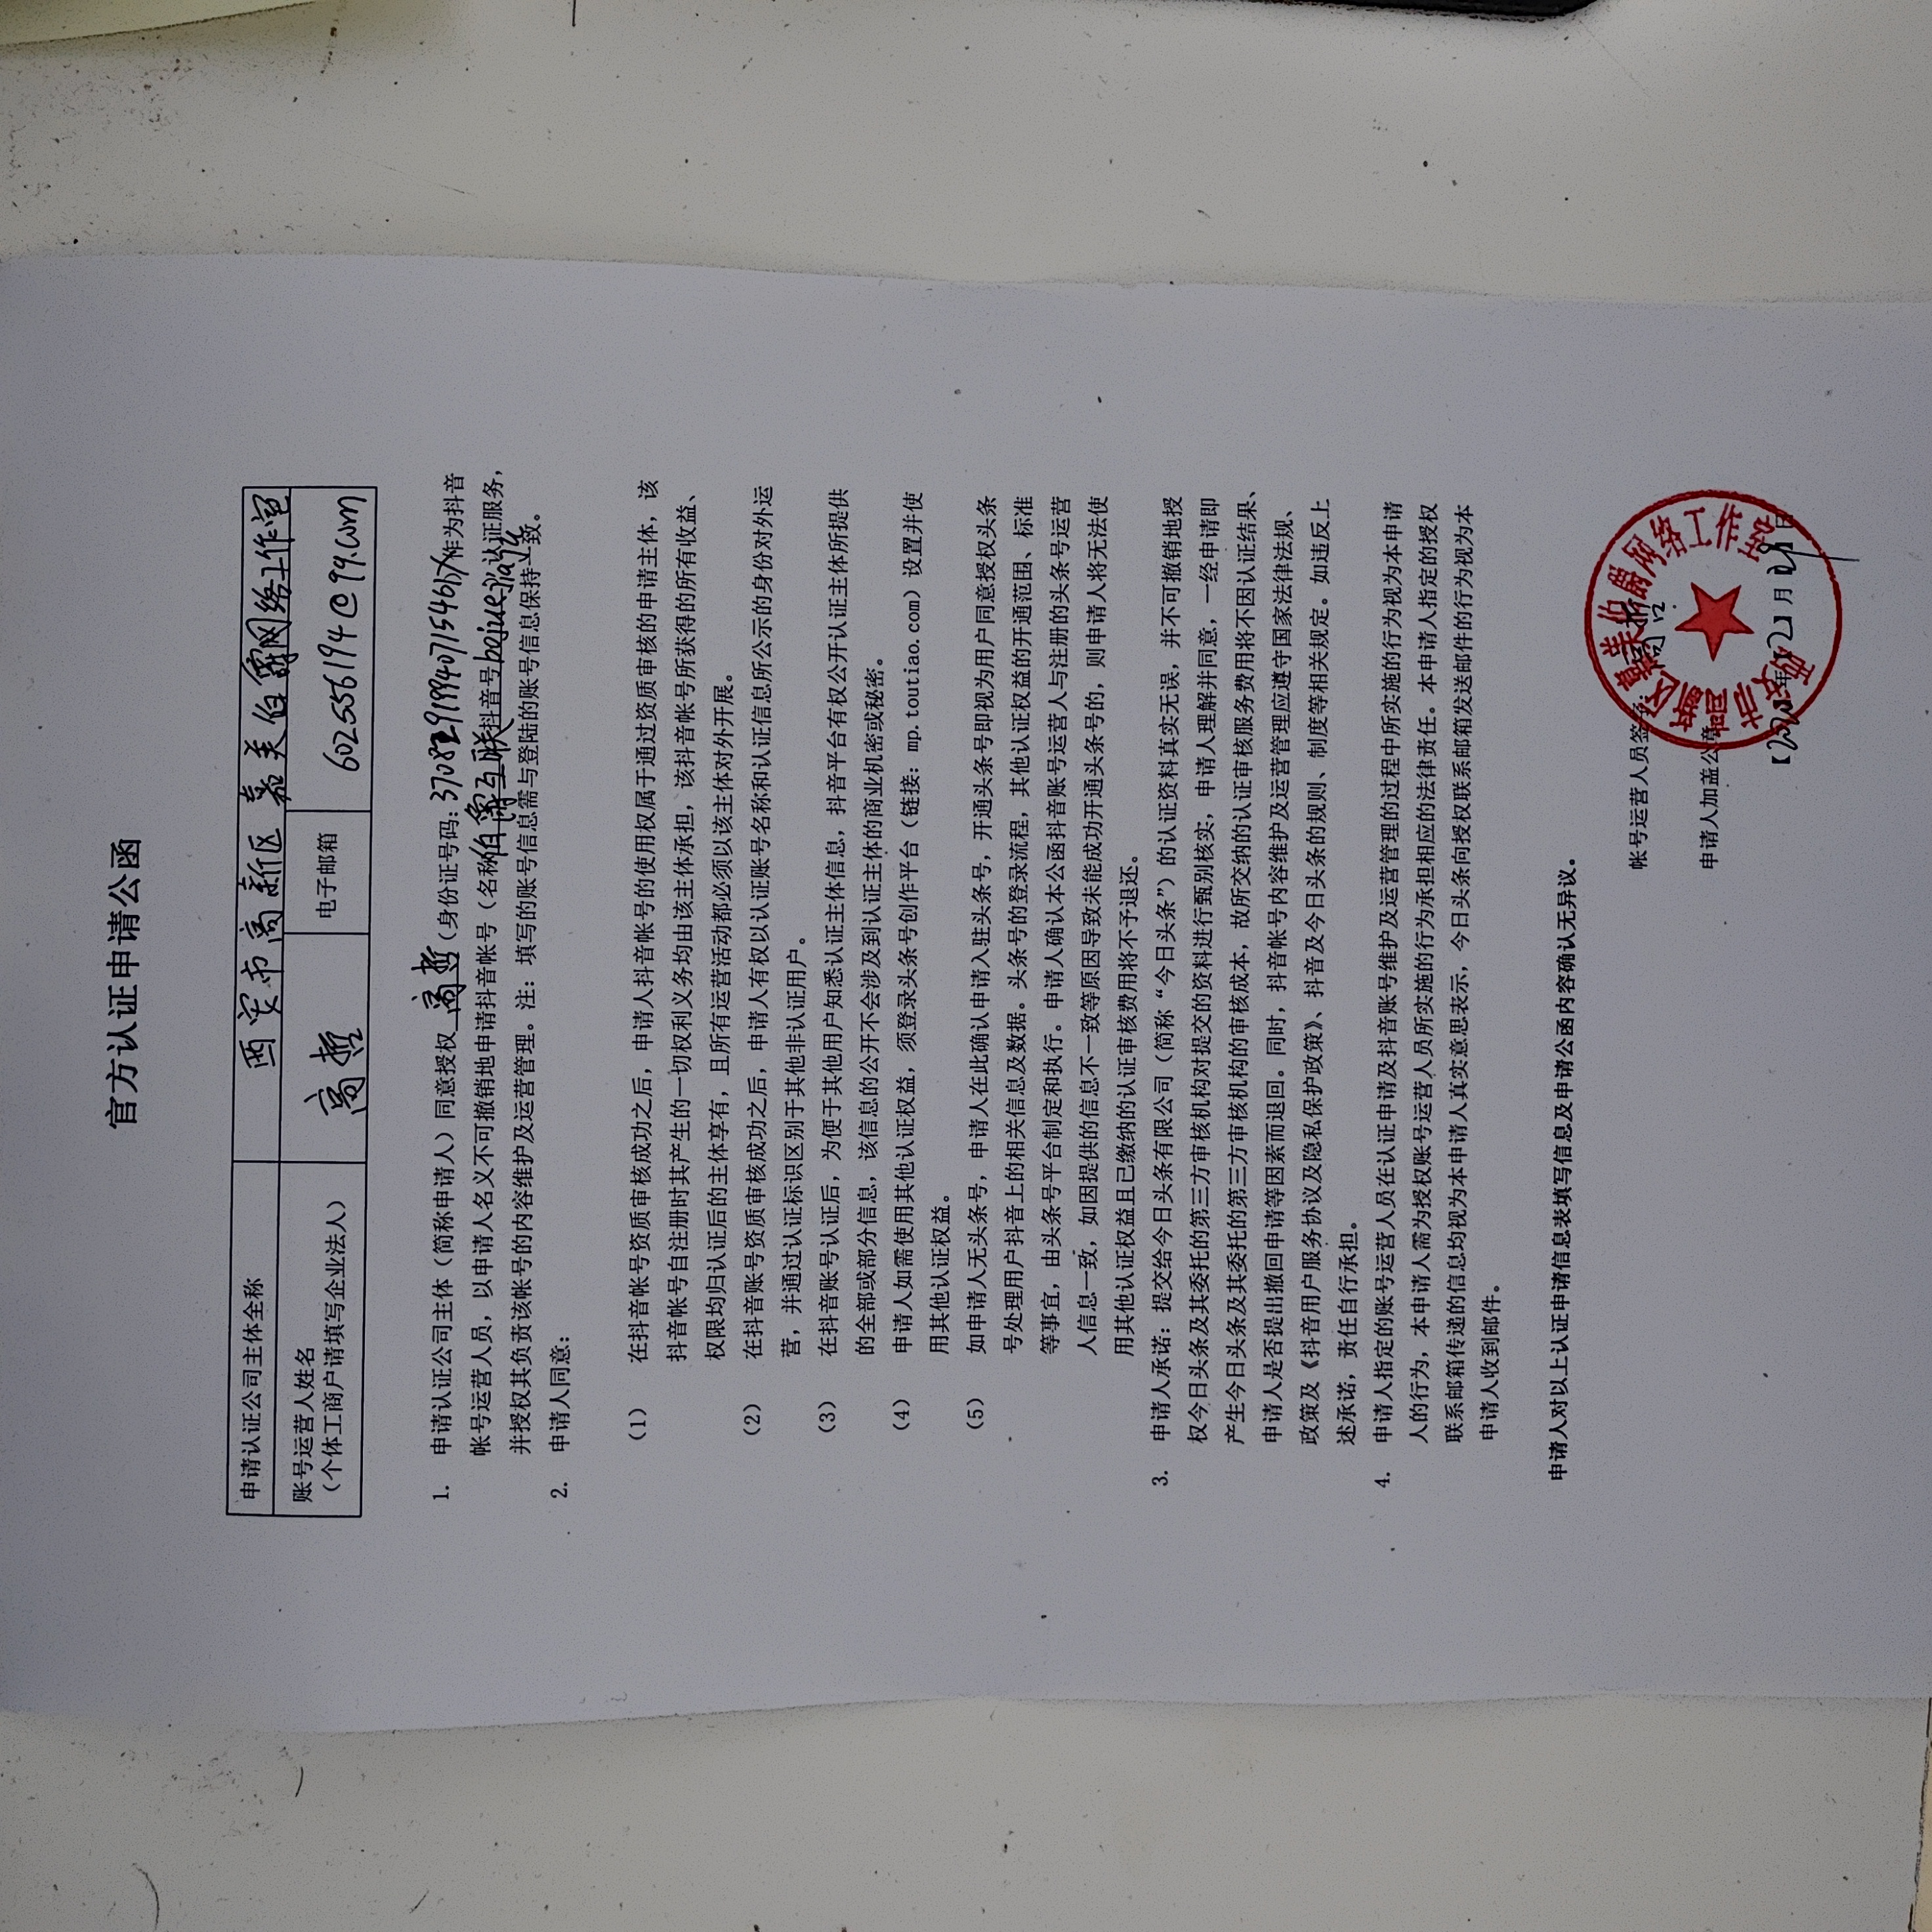 官方认证申请公函
申请认证公司主体全称 西安市高新区嘉美伯爵网络工作室
账号运营人姓名
（个体工商户请填写企业法人） 高哲 电子邮箱 602556194@qq.com
1. 申请认证公司主体（简称申请人）同意授权 高哲（身份证号码：作为抖音
帐号运营人员，以申请人名义不可撤销地申请抖音帐号（名称伯爵互联抖音号bojuejiaju认证服务，
并授权其负责该帐号的内容维护及运营管理。注：填写的账号信息需与登陆的账号信息保持一致。
2. 申请人同意：
（1） 在抖音帐号资质审核成功之后，申请人抖音帐号的使用权属于通过资质审核的申请主体，该
抖音帐号自注册时其产生的一切权利义务均由该主体承担，该抖音帐号所获得的所有收益、
权限均归认证后的主体享有，且所有运营活动都必须以该主体对外开展。
（2） 在抖音账号资质审核成功之后，申请人有权以认证账号名称和认证信息所公示的身份对外运
营，并通过认证标识区别于其他非认证用户。
（3） 在抖音账号认证后，为便于其他用户知悉认证主体信息，抖音平台有权公开认证主体所提供
的全部或部分信息，该信息的公开不会涉及到认证主体的商业机密或秘密。
（4） 申请人如需使用其他认证权益，须登录头条号创作平台（链接：mp.toutiao.com）设置并使
用其他认证权益。
（5） 如申请人无头条号，申请人在此确认申请入驻头条号，开通头条号即视为用户同意授权头条
号处理用户抖音上的相关信息及数据。头条号的登录流程，其他认证权益的开通范围、标准
等事宜，由头条号平台制定和执行。申请人确认本公函抖音账号运营人与注册的头条号运营
人信息一致，如因提供的信息不一致等原因导致未能成功开通头条号的，则申请人将无法使
用其他认证权益且已缴纳的认证审核费用将不予退还。
3. 申请人承诺：提交给今日头条有限公司（简称“今日头条”）的认证资料真实无误，并不可撤销地授
权今日头条及其委托的第三方审核机构对提交的资料进行甄别核实，申请人理解并同意，一经申请即
产生今日头条及其委托的第三方审核机构的审核成本，故所交纳的认证审核服务费用将不因认证结果、
申请人是否提出撤回申请等因素而退回。同时，抖音帐号内容维护及运营管理应遵守国家法律法规、
政策及《抖音用户服务协议及隐私保护政策》、抖音及今日头条的规则、制度等相关规定。如违反上
述承诺，责任自行承担。
4. 申请人指定的账号运营人员在认证申请及抖音账号维护及运营管理的过程中所实施的行为视为本申请
人的行为，本申请人需为授权账号运营人员所实施的行为承担相应的法律责任。本申请人指定的授权
联系邮箱传递的信息均视为本申请人真实意思表示，今日头条向授权联系邮箱发送邮件的行为视为本
申请人收到邮件。
申请人对以上认证申请信息表填写信息及申请公函内容确认无异议。
帐号运营人员签字：高哲
申请人加盖公章
西安市高新区嘉美伯爵网络工作室
【2020】年【2】月【29】日